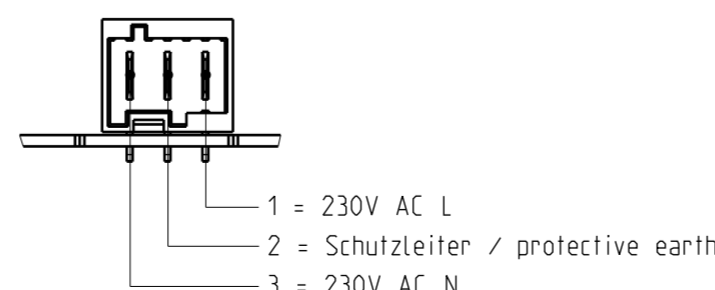 1 = 230V AC L
2 = Schutzleiter / protective earth
3 = 230V AC N